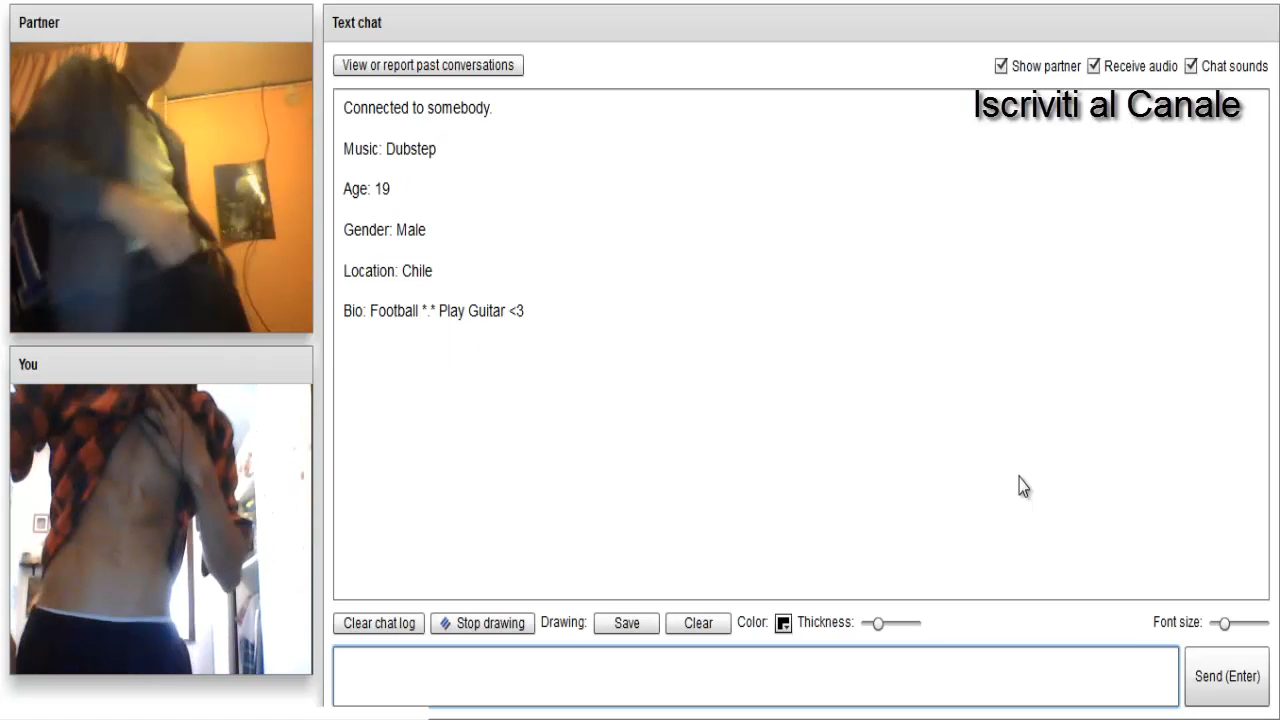 Partner
You
Text chat
View or report past conversations
Show partner
Receive audio
Chat sounds
Iscriviti al Canale
Connected to somebody.
Music: Dubstep
Age: 19
Gender: Male
Location: Chile
Bio: Football *.* Play Guitar <3
Clear chat log
Stop drawing
Drawing:
Save
Clear
Color:
Thickness:
Font size:
Send (Enter)